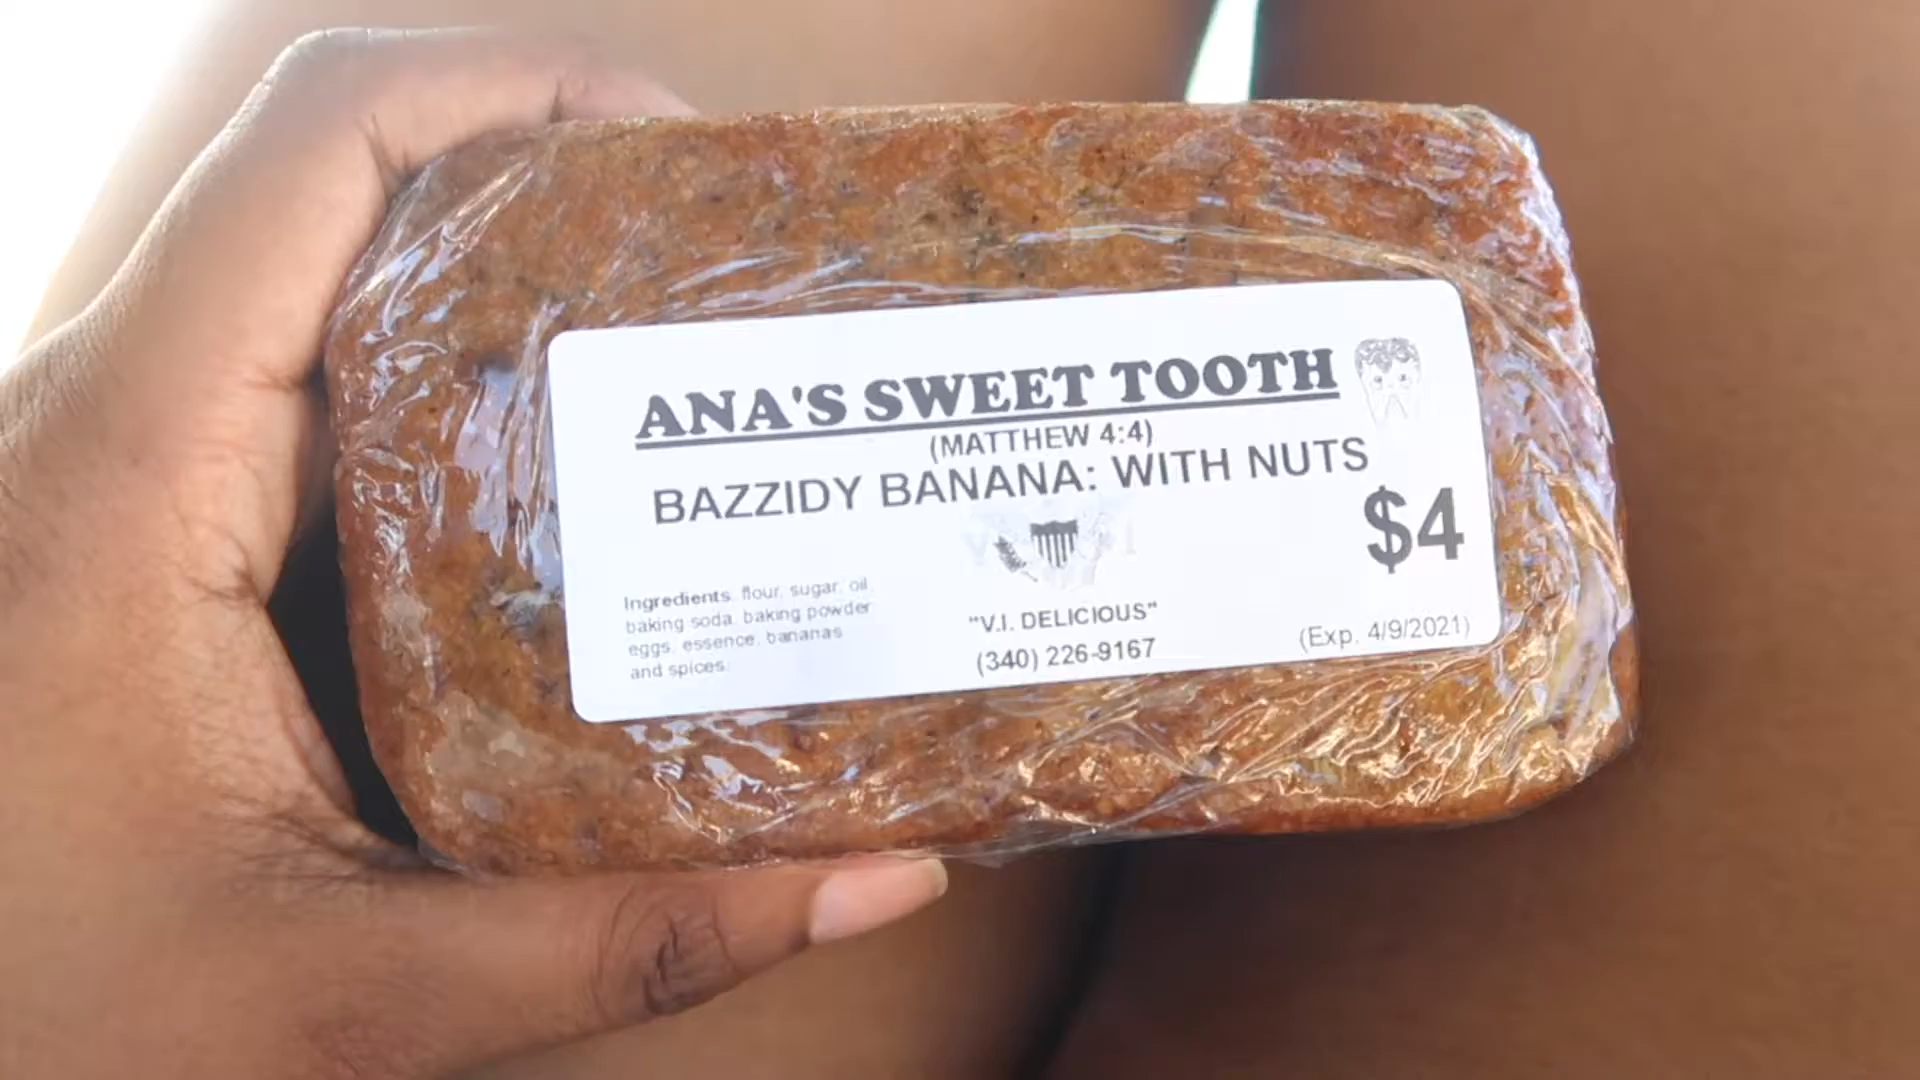 ANA'S SWEET TOOTH
(MATTHEW 4:4)
BAZZIDY BANANA: WITH NUTS
$4
Ingredients: flour, sugar, oil,
baking soda, baking powder
eggs, essence, bananas
and spices.
"V.I. DELICIOUS"
(340) 226-9167
(Exp. 4/9/2021)